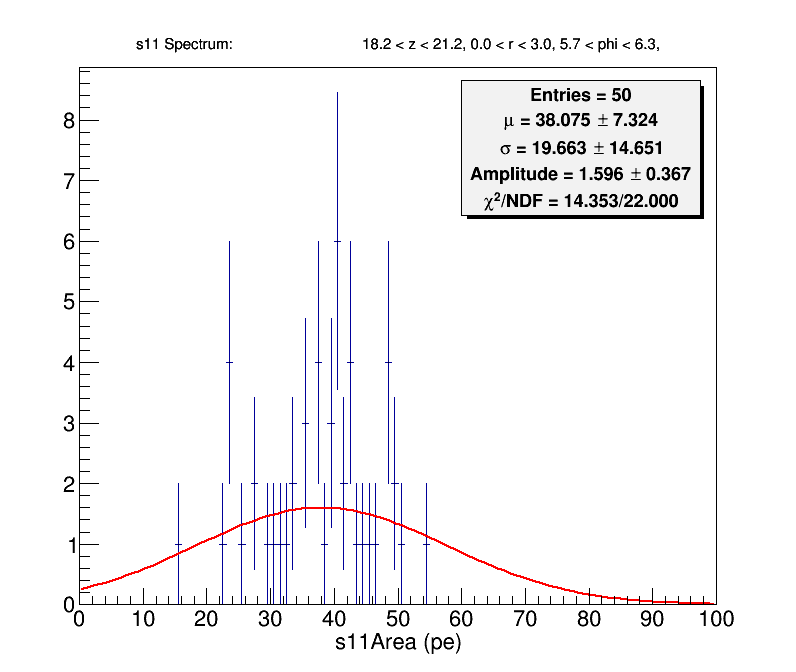 s11 Spectrum: 18.2 < z < 21.2, 0.0 < r < 3.0, 5.7 < phi < 6.3,
Entries = 50
μ = 38.075 ± 7.324
σ = 19.663 ± 14.651
Amplitude = 1.596 ± 0.367
χ²/NDF = 14.353/22.000
8
7
6
5
4
3
2
1
0
0 10 20 30 40 50 60 70 80 90 100
s11Area (pe)